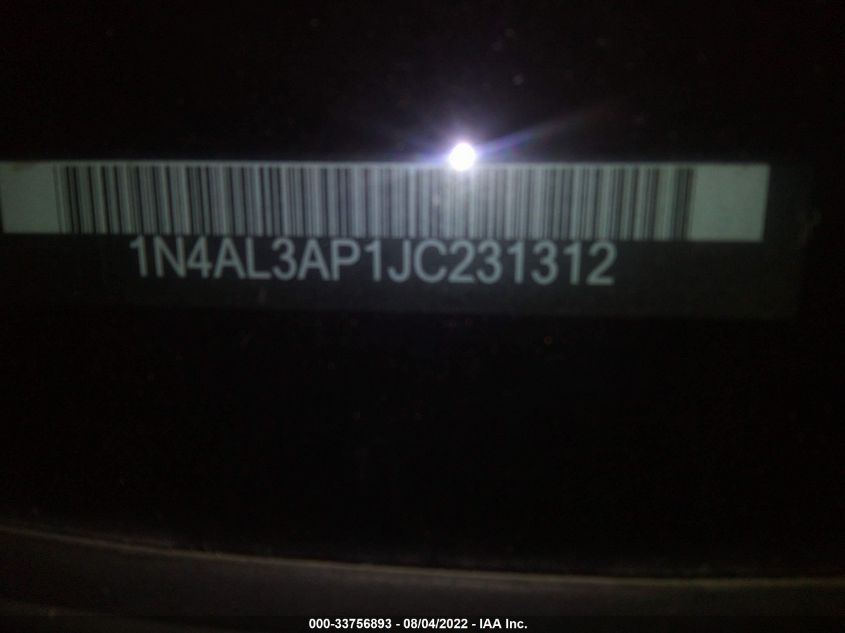 1N4AL3AP1JC231312
000-33756893 - 08/04/2022 - IAA Inc.